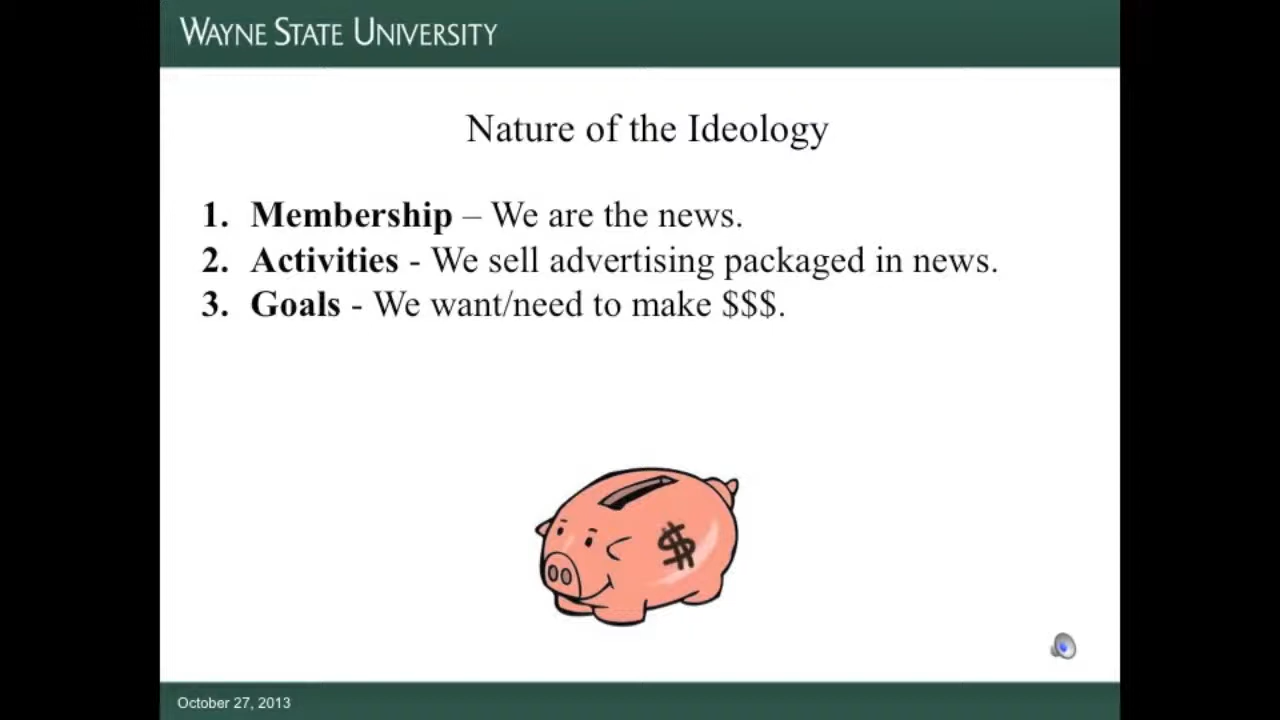 WAYNE STATE UNIVERSITY
Nature of the Ideology
1. Membership – We are the news.
2. Activities - We sell advertising packaged in news.
3. Goals - We want/need to make $$$.
$
October 27, 2013